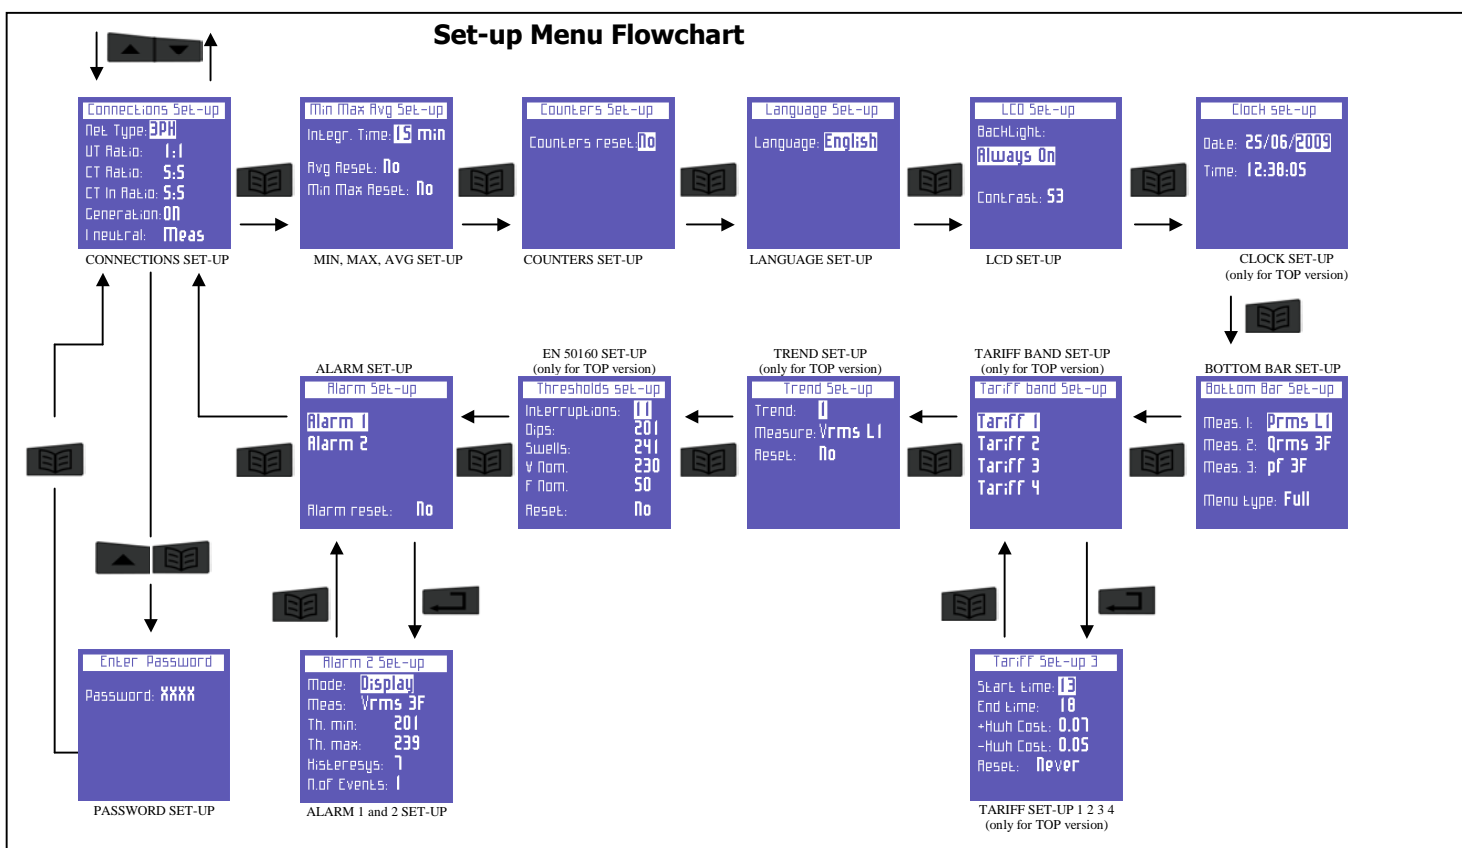 Set-up Menu Flowchart
Connections Set-up
Net Type: 3PH
VT Ratio: 1:1
CT Ratio: 5:5
CT In Ratio: 5:5
Generation: ON
I neutral: Meas
CONNECTIONS SET-UP
Min Max Avg Set-up
Integr. Time: 15 min
Avg Reset: No
Min Max Reset: No
MIN, MAX, AVG SET-UP
Counters Set-up
Counters reset: No
COUNTERS SET-UP
Language Set-up
Language: English
LANGUAGE SET-UP
LCD Set-up
BackLight:
Always On
Contrast: 53
LCD SET-UP
Clock set-up
Date: 25/06/2009
Time: 12:38:05
CLOCK SET-UP
(only for TOP version)
ALARM SET-UP
Alarm Set-up
Alarm 1
Alarm 2
Alarm reset: No
EN 50160 SET-UP
(only for TOP version)
Thresholds set-up
Interruptions: 11
Dips: 201
Swells: 241
V Nom. 230
F Nom. 50
Reset: No
TREND SET-UP
(only for TOP version)
Trend Set-up
Trend: 1
Measure: Vrms L1
Reset: No
TARIFF BAND SET-UP
(only for TOP version)
Tariff band Set-up
Tariff 1
Tariff 2
Tariff 3
Tariff 4
BOTTOM BAR SET-UP
Bottom Bar Set-up
Meas. 1: Prms L1
Meas. 2: Qrms 3F
Meas. 3: pf 3F
Menu type: Full
Enter Password
Password: XXXX
PASSWORD SET-UP
Alarm 2 Set-up
Mode: Display
Meas: Vrms 3F
Th. min: 201
Th. max: 239
Histeresys: 7
N.of Events: 1
ALARM 1 and 2 SET-UP
Tariff Set-up 3
Start time: 13
End time: 18
+Kwh Cost: 0.07
-Kwh Cost: 0.05
Reset: Never
TARIFF SET-UP 1 2 3 4
(only for TOP version)